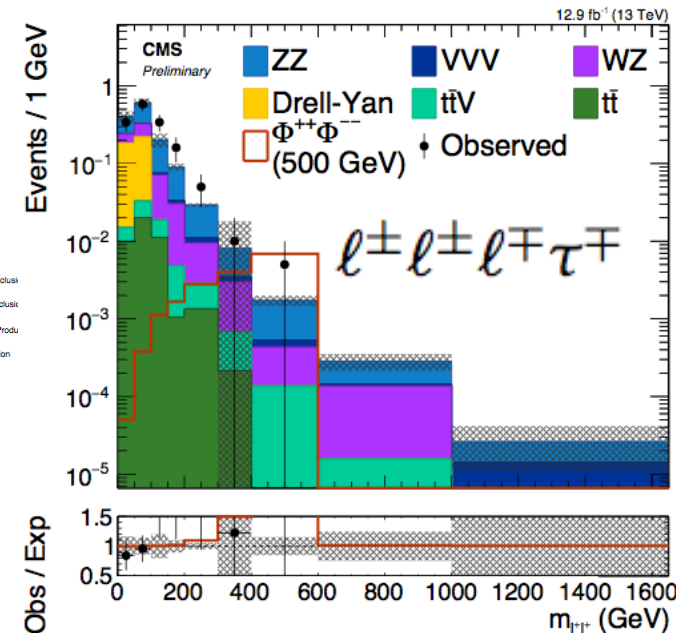 12.9 fb⁻¹ (13 TeV)
CMS
Preliminary
ZZ
VVV
WZ
Drell-Yan
tt̄V
tt̄
Φ⁺⁺Φ⁻⁻
(500 GeV)
Observed
ℓ±ℓ±ℓ∓τ∓
Events / 1 GeV
1
10⁻¹
10⁻²
10⁻³
10⁻⁴
10⁻⁵
Obs / Exp
1.5
1
0.5
0 200 400 600 800 1000 1200 1400 1600
m_{l⁺l⁺} (GeV)